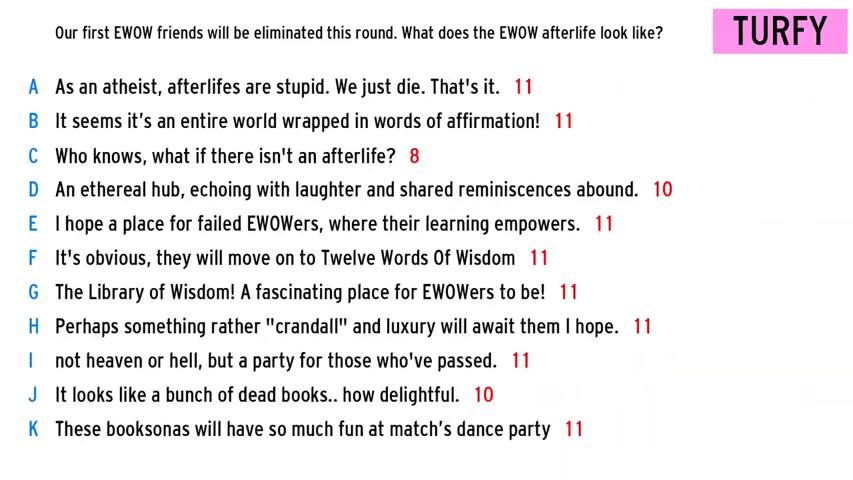 Our first EWOW friends will be eliminated this round. What does the EWOW afterlife look like?
TURFY
A As an atheist, afterlifes are stupid. We just die. That's it. 11
B It seems it’s an entire world wrapped in words of affirmation! 11
C Who knows, what if there isn't an afterlife? 8
D An ethereal hub, echoing with laughter and shared reminiscences abound. 10
E I hope a place for failed EWOWers, where their learning empowers. 11
F It's obvious, they will move on to Twelve Words Of Wisdom 11
G The Library of Wisdom! A fascinating place for EWOWers to be! 11
H Perhaps something rather "crandall" and luxury will await them I hope. 11
I not heaven or hell, but a party for those who've passed. 11
J It looks like a bunch of dead books.. how delightful. 10
K These booksonas will have so much fun at match’s dance party 11